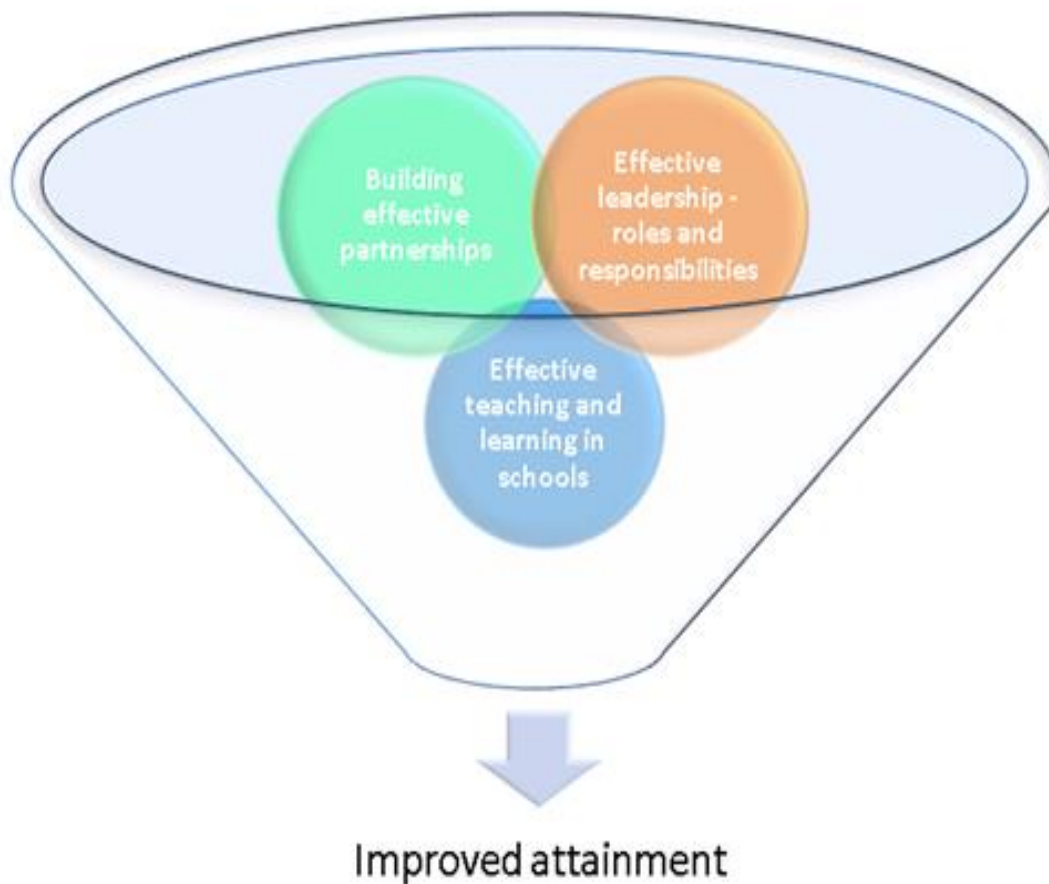 Building
effective
partnerships
Effective
leadership -
roles and
responsibilities
Effective
teaching and
learning in
schools
Improved attainment